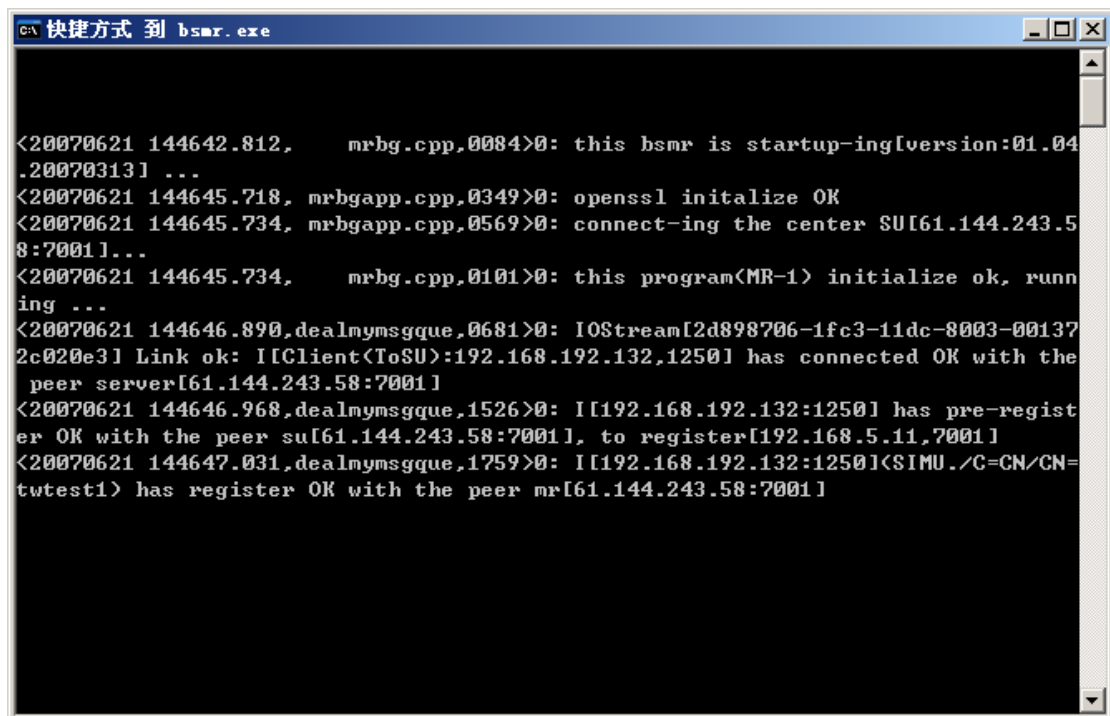 快捷方式 到 bsmr.exe
<20070621 144642.812,    mrbg.cpp,0084>0: this bsmr is startup-ing[version:01.04
.20070313] ...
<20070621 144645.718, mrbgapp.cpp,0349>0: openssl initalize OK
<20070621 144645.734, mrbgapp.cpp,0569>0: connect-ing the center SU[61.144.243.5
8:7001]...
<20070621 144645.734,    mrbg.cpp,0101>0: this program(MR-1) initialize ok, runn
ing ...
<20070621 144646.890,dealmymsgque,0681>0: IOStream[2d898706-1fc3-11dc-8003-00137
2c020e3] Link ok: I[Client(ToSU):192.168.192.132,1250] has connected OK with the
 peer server[61.144.243.58:7001]
<20070621 144646.968,dealmymsgque,1526>0: I[192.168.192.132:1250] has pre-regist
er OK with the peer su[61.144.243.58:7001], to register[192.168.5.11,7001]
<20070621 144647.031,dealmymsgque,1759>0: I[192.168.192.132:1250](SIMU./C=CN/CN=
twtest1) has register OK with the peer mr[61.144.243.58:7001]